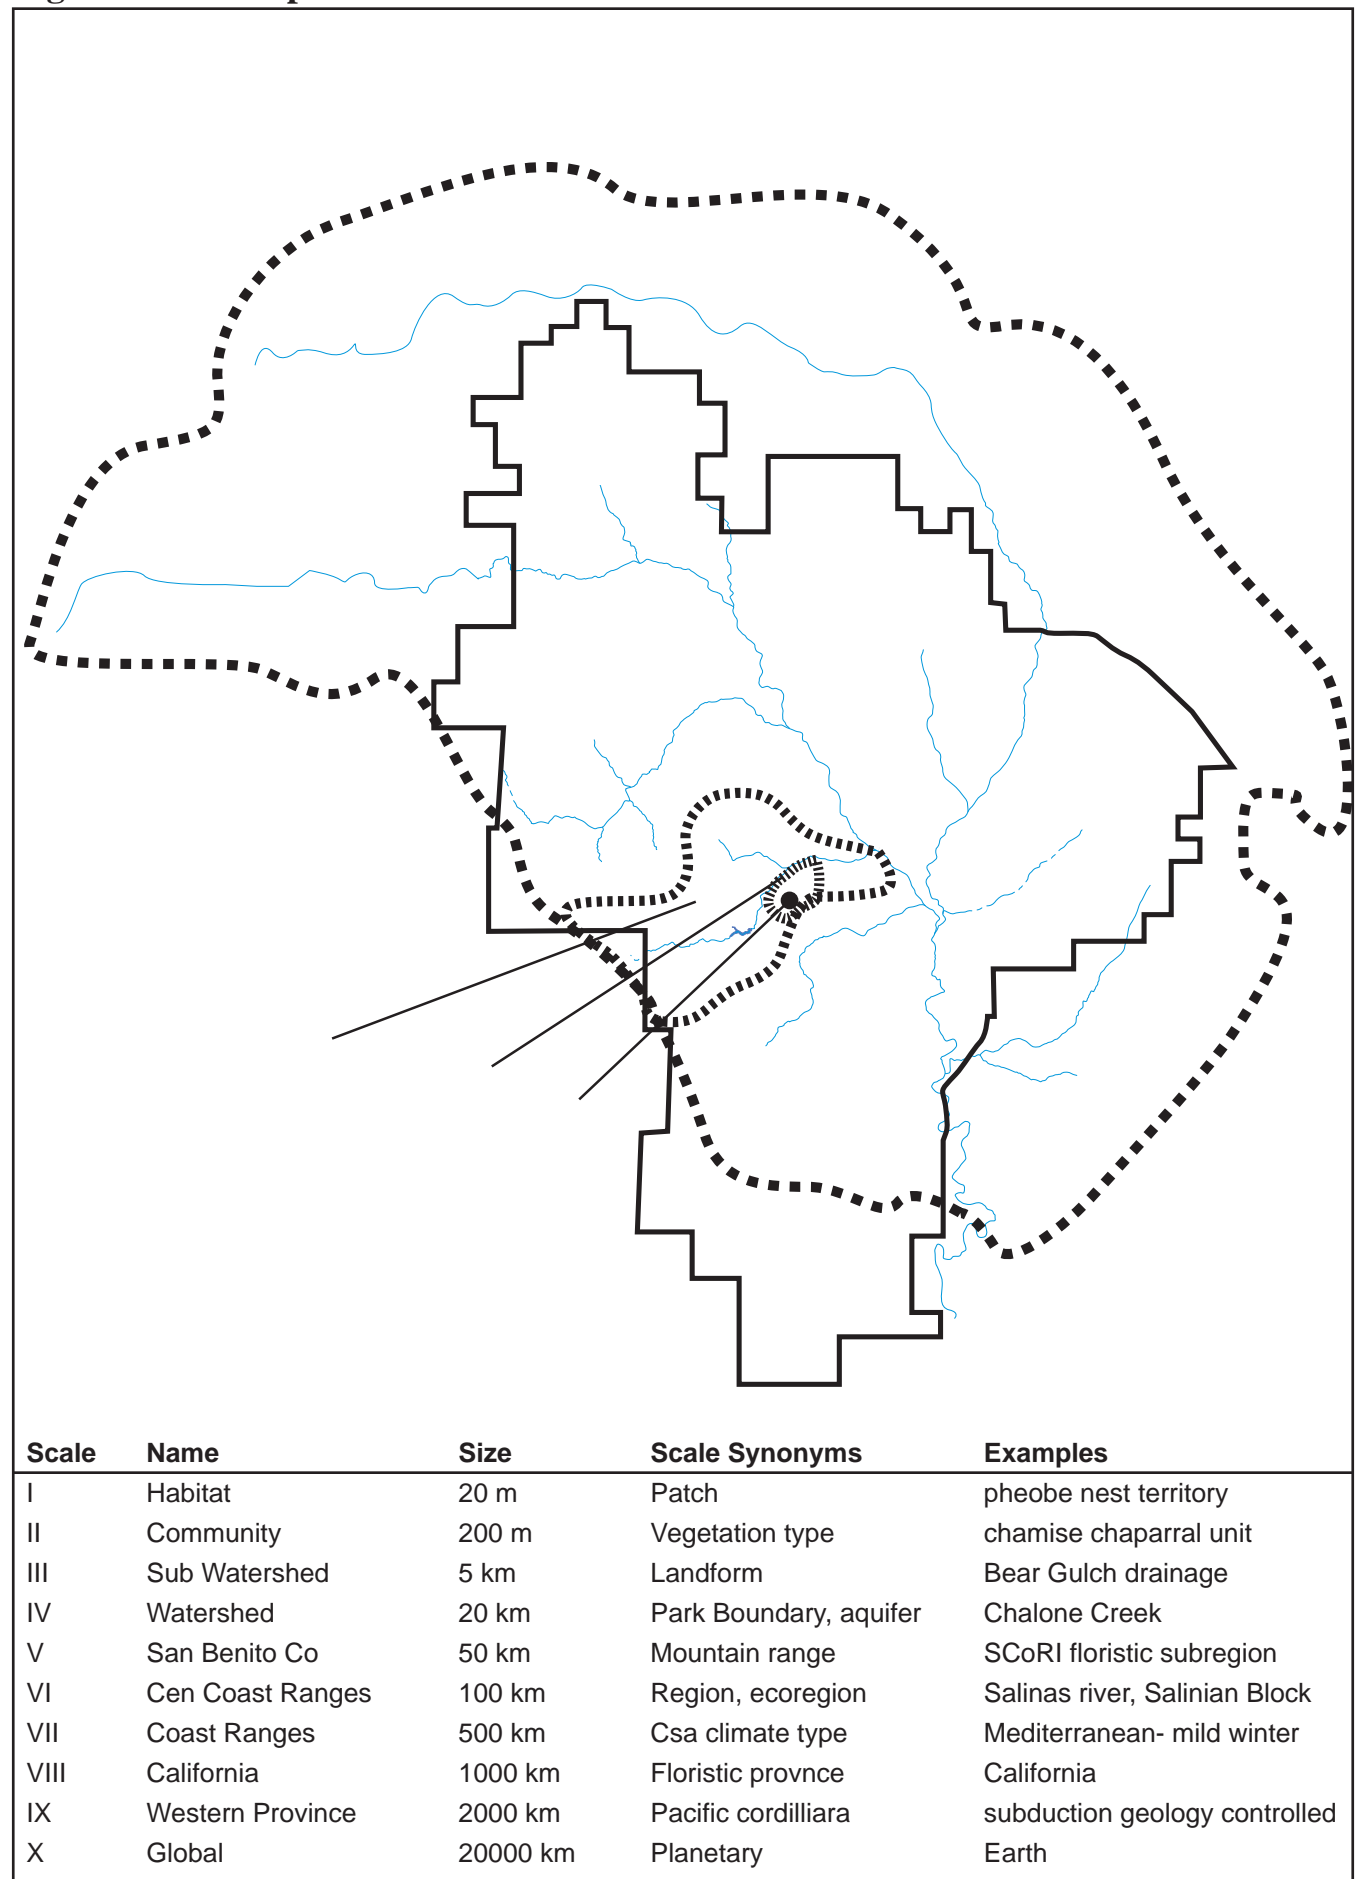 Scale Name Size Scale Synonyms Examples
I Habitat 20 m Patch pheobe nest territory
II Community 200 m Vegetation type chamise chaparral unit
III Sub Watershed 5 km Landform Bear Gulch drainage
IV Watershed 20 km Park Boundary, aquifer Chalone Creek
V San Benito Co 50 km Mountain range SCoRI floristic subregion
VI Cen Coast Ranges 100 km Region, ecoregion Salinas river, Salinian Block
VII Coast Ranges 500 km Csa climate type Mediterranean- mild winter
VIII California 1000 km Floristic provnce California
IX Western Province 2000 km Pacific cordilliara subduction geology controlled
X Global 20000 km Planetary Earth